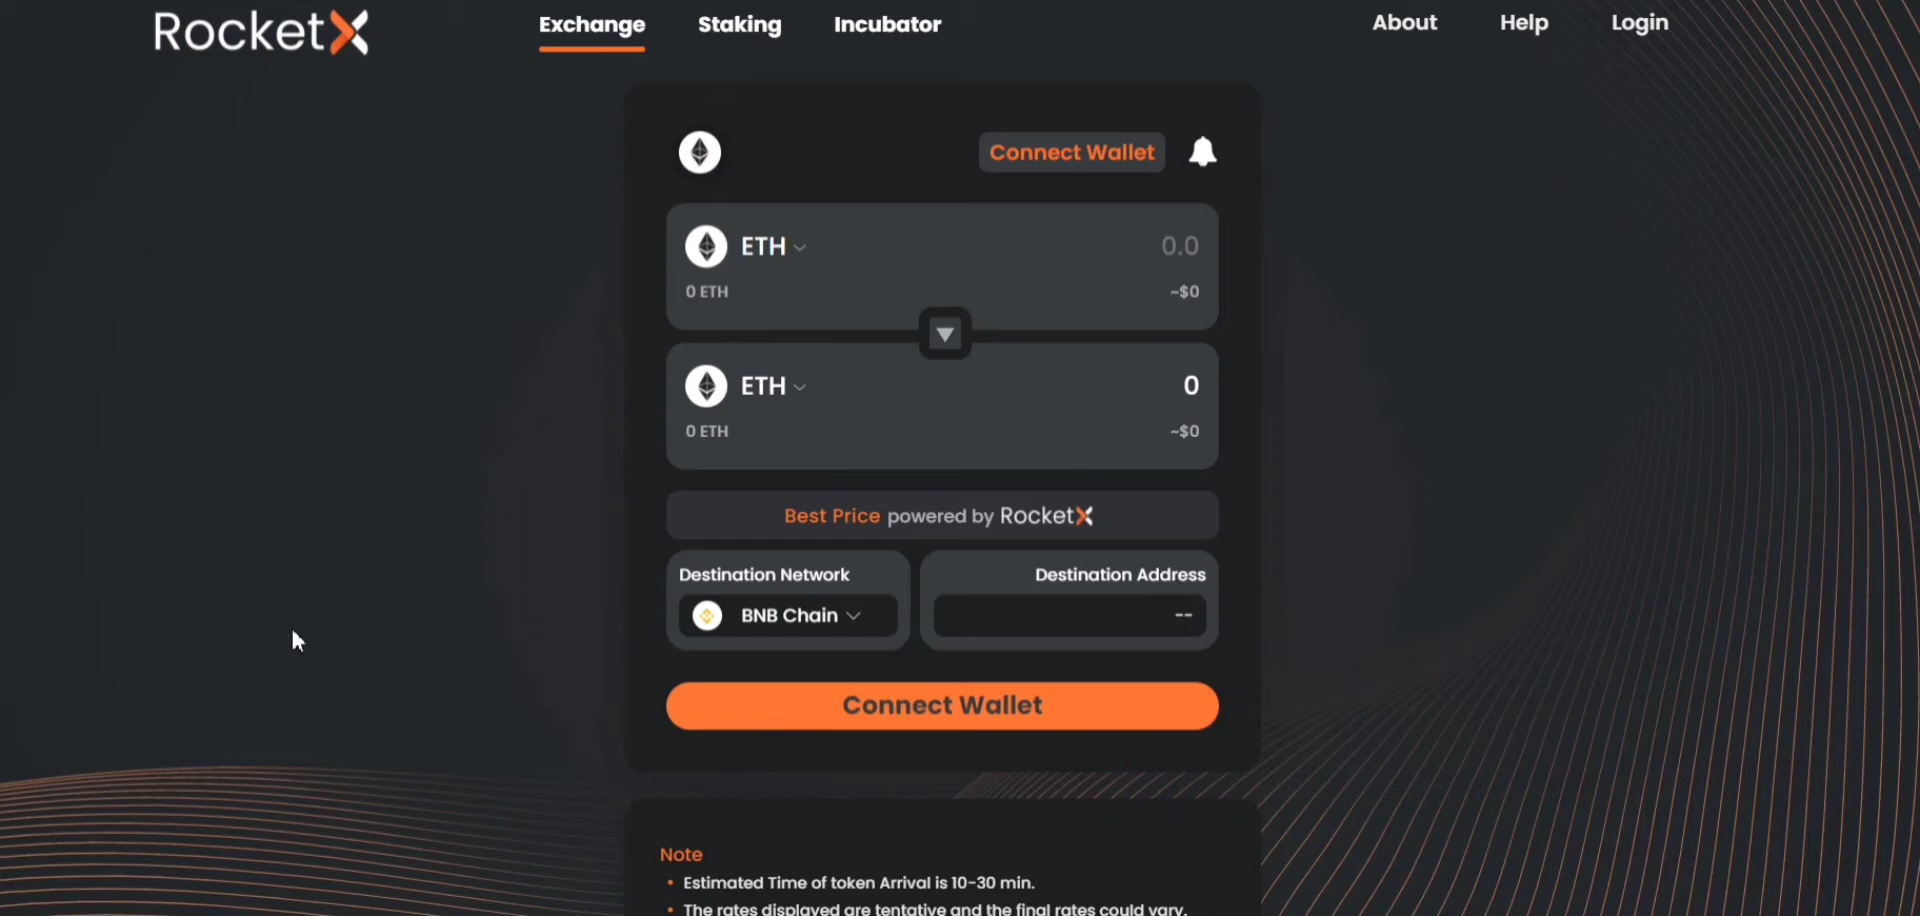 RocketX
Exchange Staking Incubator
About Help Login
Connect Wallet
ETH 0.0
0 ETH ~$0
ETH 0
0 ETH ~$0
Best Price powered by RocketX
Destination Network
Destination Address
BNB Chain
--
Connect Wallet
Note
• Estimated Time of token Arrival is 10-30 min.
• The rates displayed are tentative and the final rates could vary.